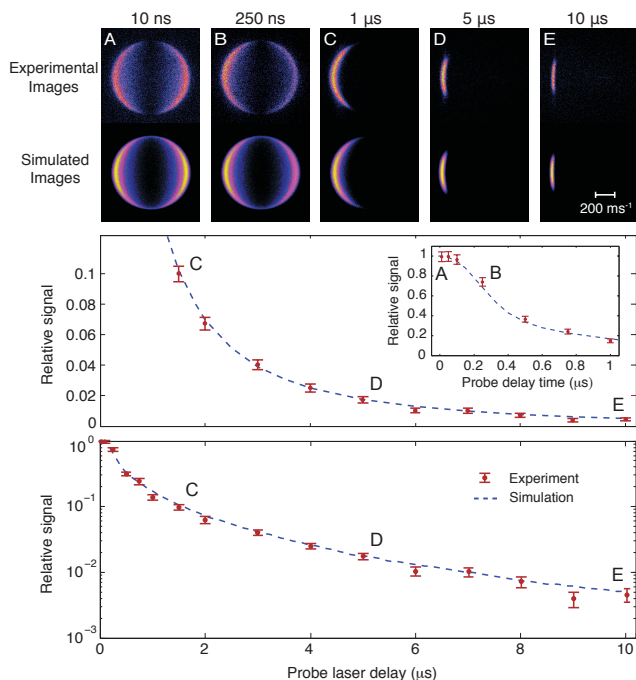 10 ns 250 ns 1 µs 5 µs 10 µs
A B C D E
Experimental
Images
Simulated
Images
200 ms⁻¹
Relative signal
0.1
0.08
0.06
0.04
0.02
0
C
D
E
Relative signal
1
0.8
0.6
0.4
0.2
0
A
B
0 0.2 0.4 0.6 0.8 1
Probe delay time (µs)
Relative signal
10⁰
10⁻¹
10⁻²
10⁻³
C
D
E
Experiment
Simulation
0 2 4 6 8 10
Probe laser delay (µs)